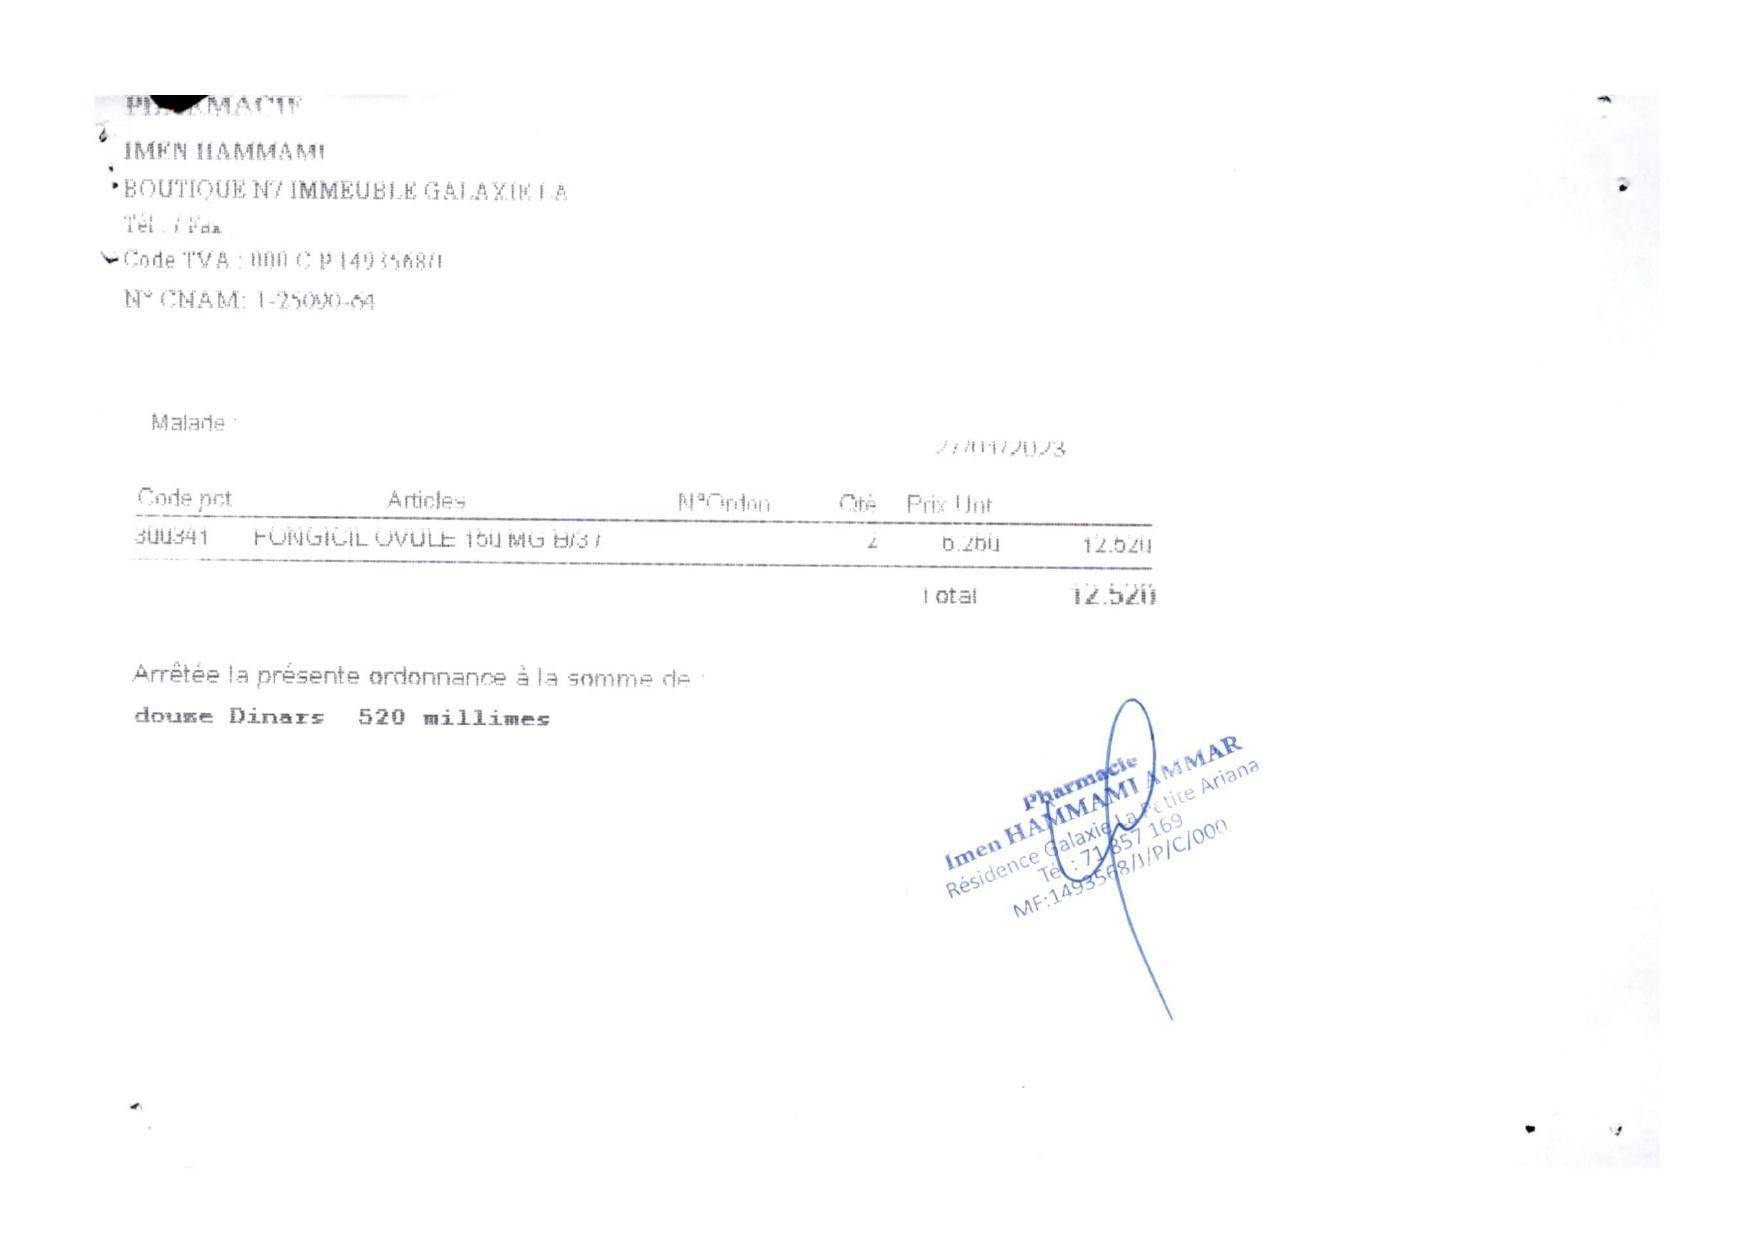 PHARMACIE
IMEN HAMMAMI
BOUTIQUE N7 IMMEUBLE GALAXIE LA
Tél : / Fax :
Code TVA : 000 C P 1493568/J
N° CNAM: 1-25090-64
Malade :
27/01/2023
Code pct Articles N°Ordon Qté Prix Unt
300341 FONGICIL OVULE 150 MG B/3 / 2 6.260 12.520
Total 12.520
Arrêtée la présente ordonnance à la somme de :
douze Dinars 520 millimes
Pharmacie
Imen HAMMAMI AMMAR
Résidence Galaxie La Petite Ariana
Tél : 71 857 169
MF:1493568/J/P/C/000